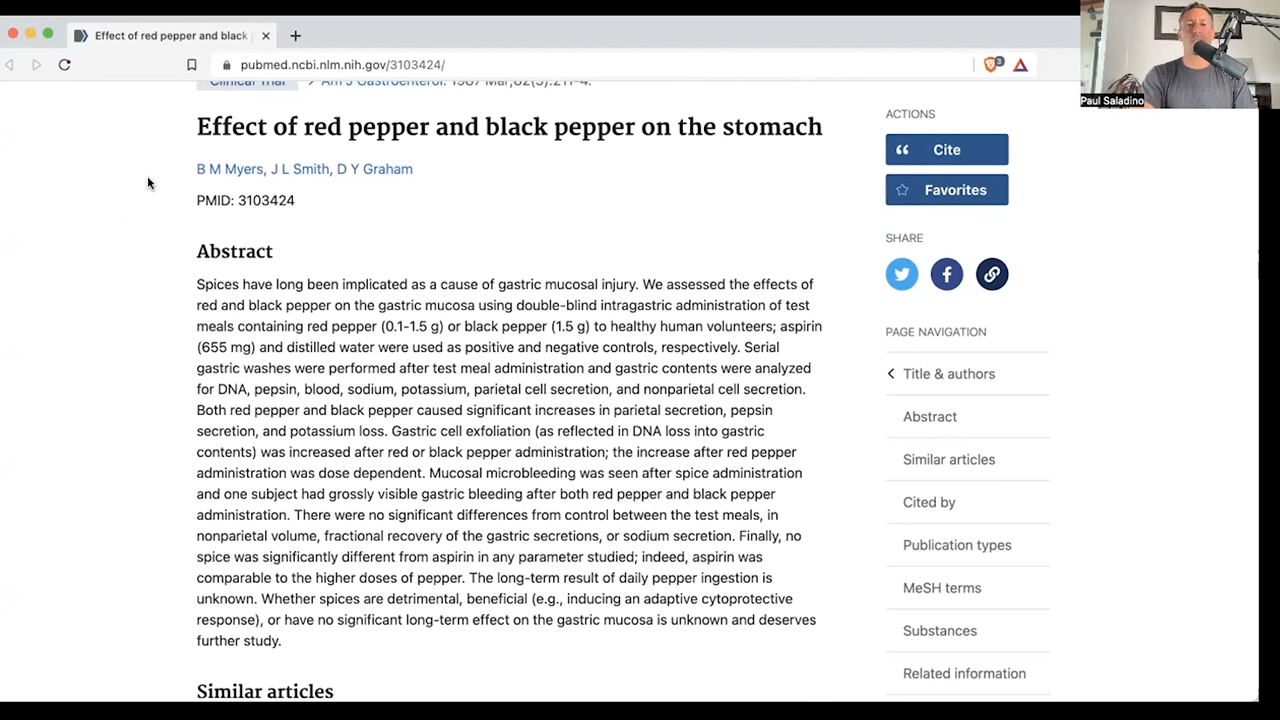 Effect of red pepper and black
pubmed.ncbi.nlm.nih.gov/3103424/
3
Paul Saladino
Clinical Trial > Am J Gastroenterol. 1987 Mar;82(3):211-4.
Effect of red pepper and black pepper on the stomach
B M Myers, J L Smith, D Y Graham
PMID: 3103424
Abstract
Spices have long been implicated as a cause of gastric mucosal injury. We assessed the effects of
red and black pepper on the gastric mucosa using double-blind intragastric administration of test
meals containing red pepper (0.1-1.5 g) or black pepper (1.5 g) to healthy human volunteers; aspirin
(655 mg) and distilled water were used as positive and negative controls, respectively. Serial
gastric washes were performed after test meal administration and gastric contents were analyzed
for DNA, pepsin, blood, sodium, potassium, parietal cell secretion, and nonparietal cell secretion.
Both red pepper and black pepper caused significant increases in parietal secretion, pepsin
secretion, and potassium loss. Gastric cell exfoliation (as reflected in DNA loss into gastric
contents) was increased after red or black pepper administration; the increase after red pepper
administration was dose dependent. Mucosal microbleeding was seen after spice administration
and one subject had grossly visible gastric bleeding after both red pepper and black pepper
administration. There were no significant differences from control between the test meals, in
nonparietal volume, fractional recovery of the gastric secretions, or sodium secretion. Finally, no
spice was significantly different from aspirin in any parameter studied; indeed, aspirin was
comparable to the higher doses of pepper. The long-term result of daily pepper ingestion is
unknown. Whether spices are detrimental, beneficial (e.g., inducing an adaptive cytoprotective
response), or have no significant long-term effect on the gastric mucosa is unknown and deserves
further study.
Similar articles
ACTIONS
Cite
Favorites
SHARE
PAGE NAVIGATION
Title & authors
Abstract
Similar articles
Cited by
Publication types
MeSH terms
Substances
Related information